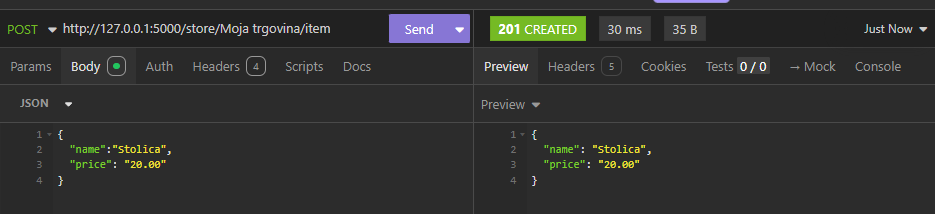 POST http://127.0.0.1:5000/store/Moja trgovina/item Send 201 CREATED 30 ms 35 B Just Now
Params Body Auth Headers 4 Scripts Docs Preview Headers 5 Cookies Tests 0 / 0 → Mock Console
JSON Preview
1 {
2 "name":"Stolica",
3 "price": "20.00"
4 }
1 {
2 "name": "Stolica",
3 "price": "20.00"
4 }